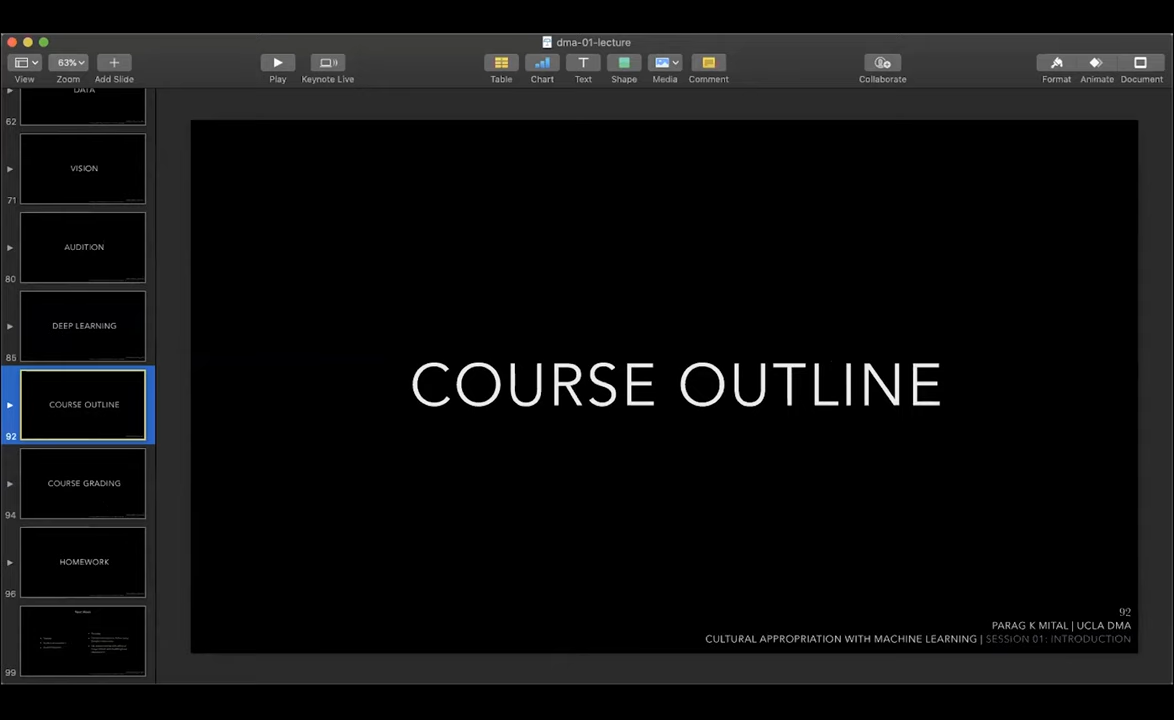 dma-01-lecture
63%
View
Zoom
Add Slide
Play
Keynote Live
Table
Chart
Text
Shape
Media
Comment
Collaborate
Format
Animate
Document
DATA
62
VISION
71
AUDITION
80
DEEP LEARNING
85
COURSE OUTLINE
92
COURSE GRADING
94
HOMEWORK
96
99
COURSE OUTLINE
92
PARAG K MITAL | UCLA DMA
CULTURAL APPROPRIATION WITH MACHINE LEARNING | SESSION 01: INTRODUCTION